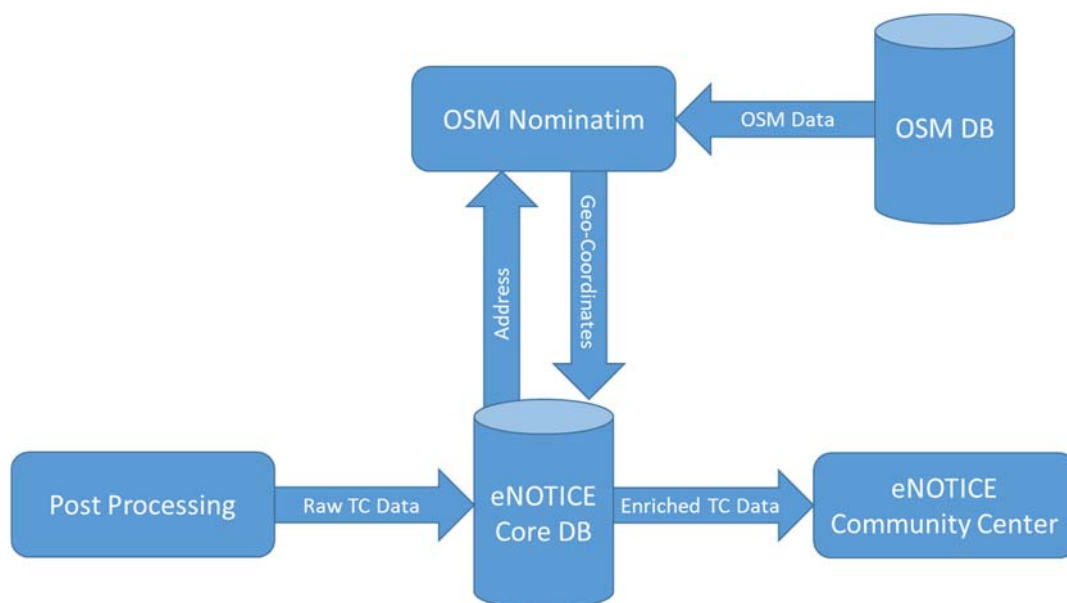 OSM Nominatim
OSM Data
OSM DB
Address
Geo-Coordinates
Post Processing
Raw TC Data
eNOTICE
Core DB
Enriched TC Data
eNOTICE
Community Center